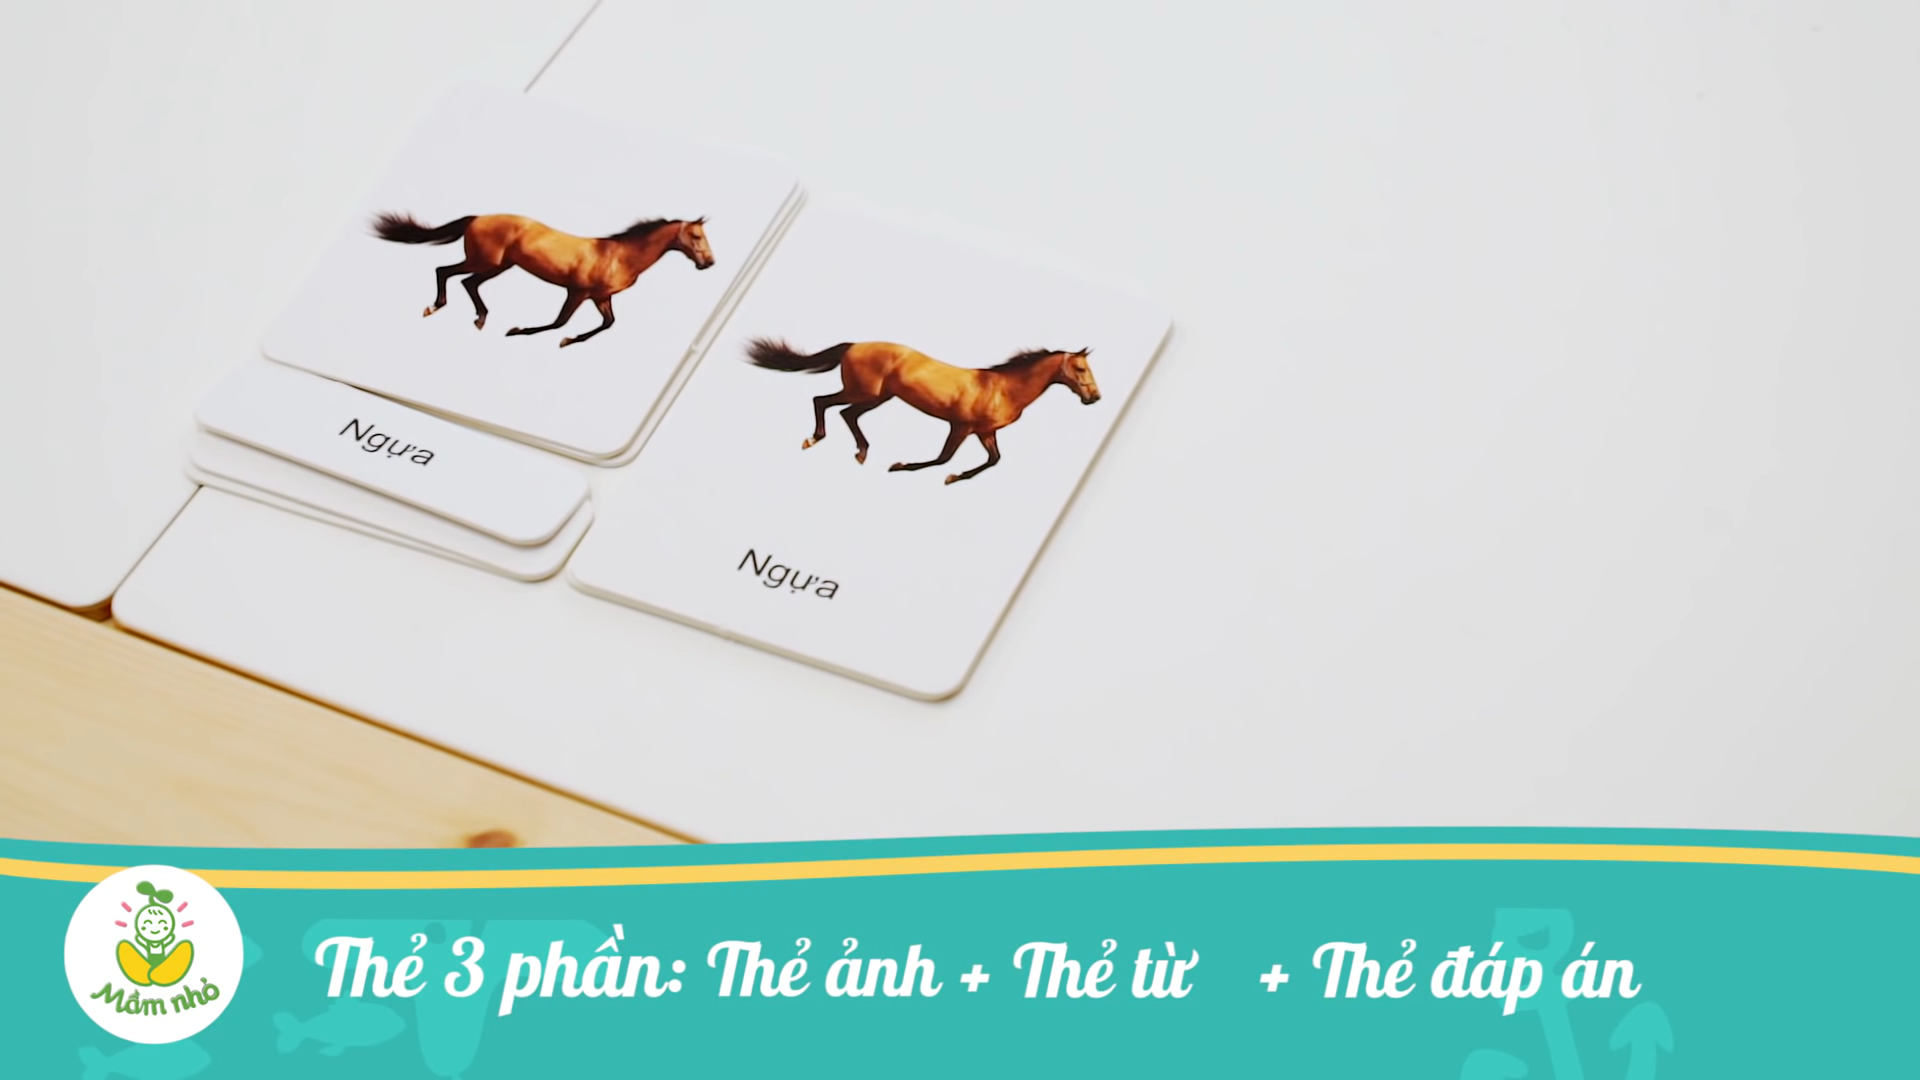 Ngựa
Ngựa
Mầm nhỏ
Thẻ 3 phần: Thẻ ảnh + Thẻ từ + Thẻ đáp án